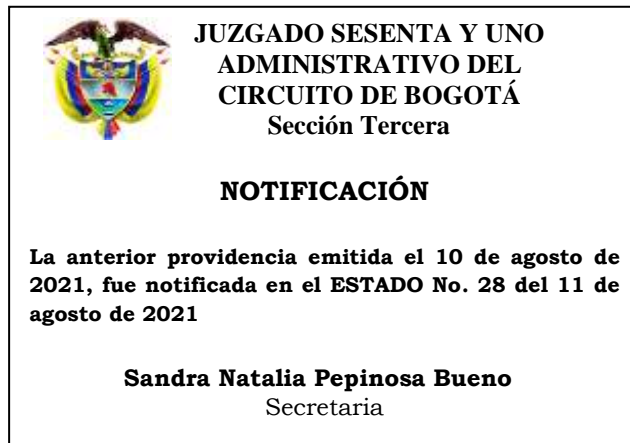 JUZGADO SESENTA Y UNO
ADMINISTRATIVO DEL
CIRCUITO DE BOGOTÁ
Sección Tercera
NOTIFICACIÓN
La anterior providencia emitida el 10 de agosto de
2021, fue notificada en el ESTADO No. 28 del 11 de
agosto de 2021
Sandra Natalia Pepinosa Bueno
Secretaria